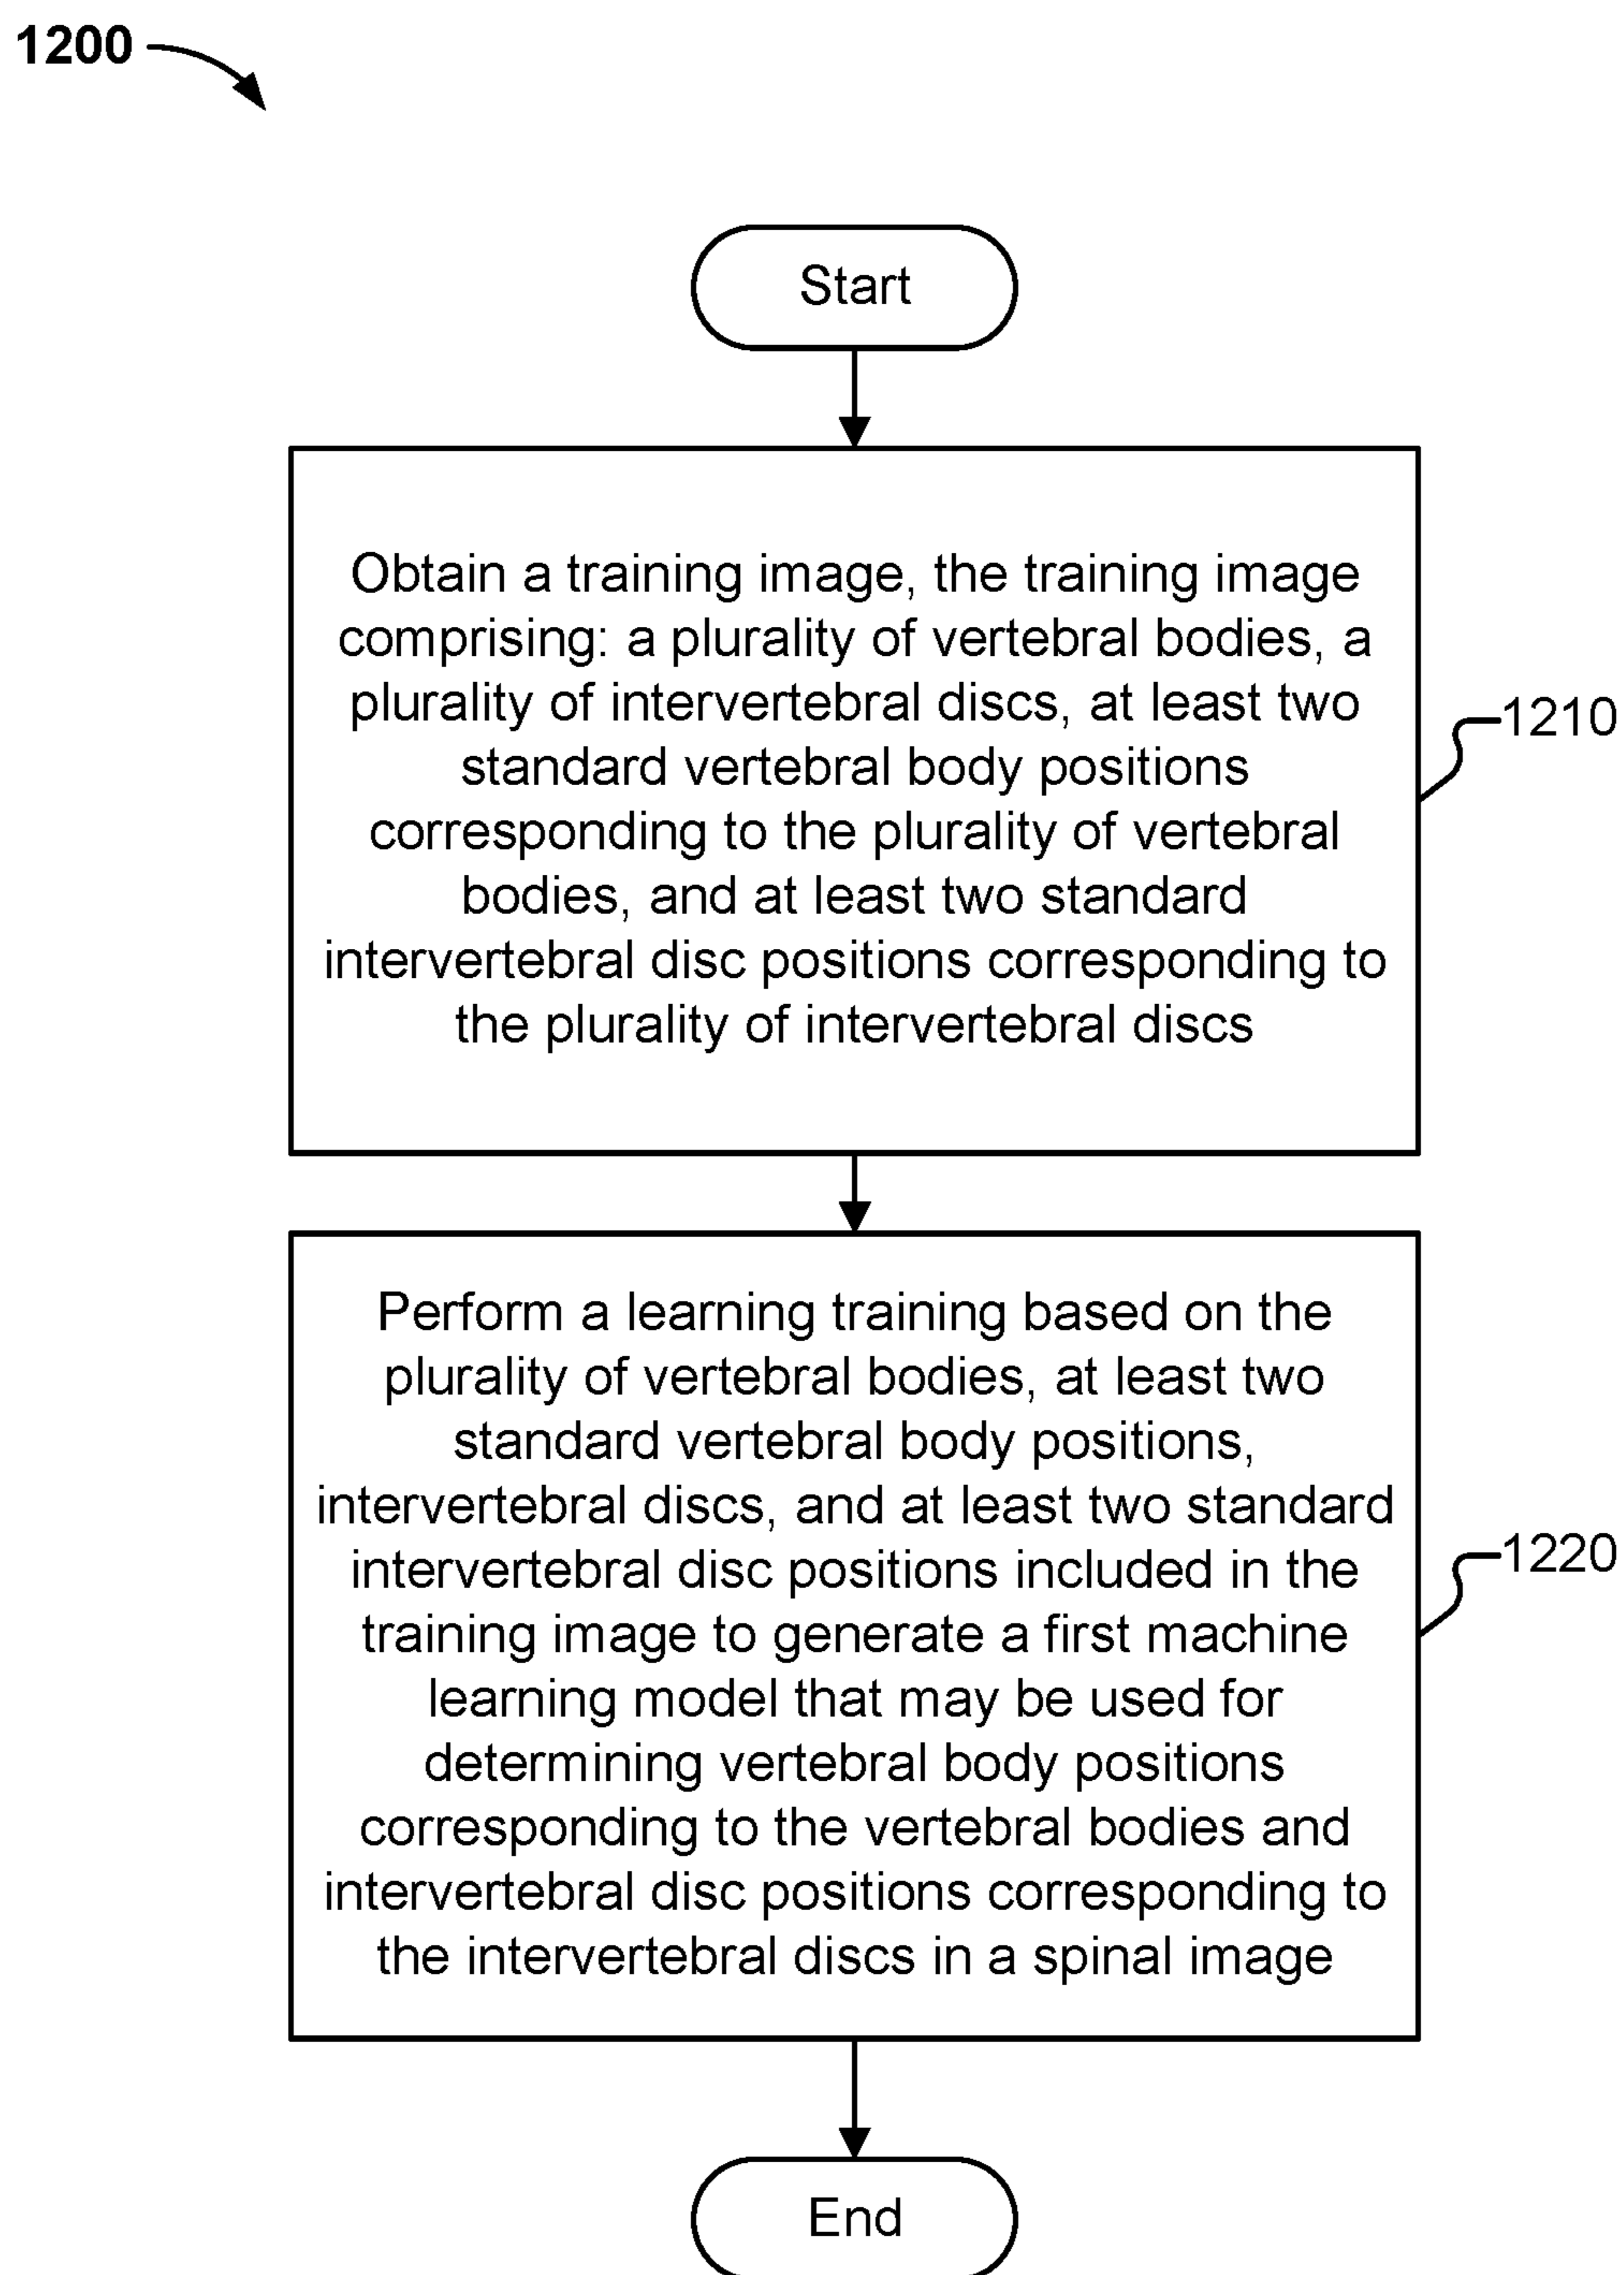 1200
Start
Obtain a training image, the training image
comprising: a plurality of vertebral bodies, a
plurality of intervertebral discs, at least two
standard vertebral body positions
corresponding to the plurality of vertebral
bodies, and at least two standard
intervertebral disc positions corresponding to
the plurality of intervertebral discs
1210
Perform a learning training based on the
plurality of vertebral bodies, at least two
standard vertebral body positions,
intervertebral discs, and at least two standard
intervertebral disc positions included in the
training image to generate a first machine
learning model that may be used for
determining vertebral body positions
corresponding to the vertebral bodies and
intervertebral disc positions corresponding to
the intervertebral discs in a spinal image
1220
End